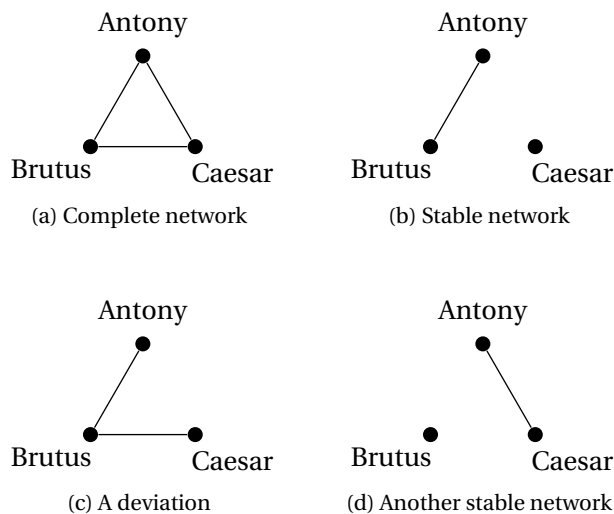 Antony
Brutus
Caesar
(a) Complete network
Antony
Brutus
Caesar
(b) Stable network
Antony
Brutus
Caesar
(c) A deviation
Antony
Brutus
Caesar
(d) Another stable network